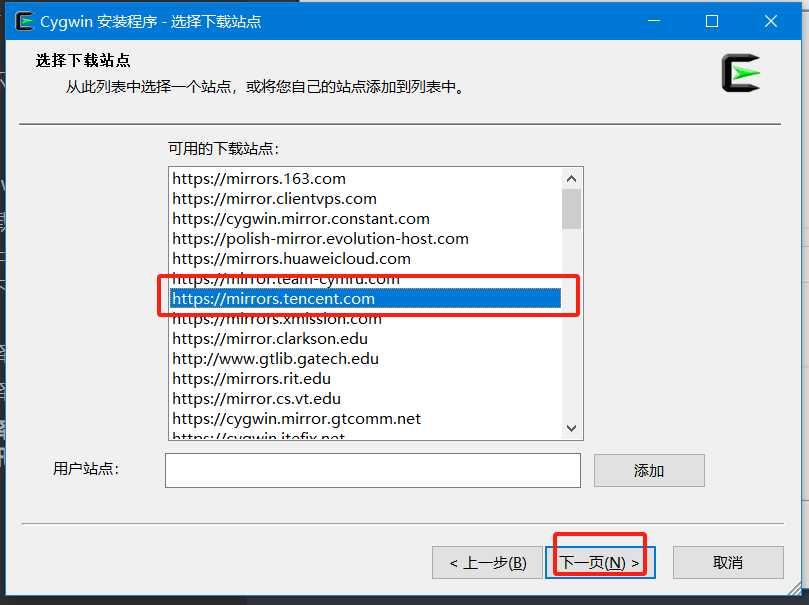 Cygwin 安装程序 - 选择下载站点
选择下载站点
从此列表中选择一个站点，或将您自己的站点添加到列表中。
可用的下载站点：
https://mirrors.163.com
https://mirror.clientvps.com
https://cygwin.mirror.constant.com
https://polish-mirror.evolution-host.com
https://mirrors.huaweicloud.com
https://mirror.team-cymru.com
https://mirrors.tencent.com
https://mirrors.xmission.com
https://mirror.clarkson.edu
http://www.gtlib.gatech.edu
https://mirrors.rit.edu
https://mirror.cs.vt.edu
https://cygwin.mirror.gtcomm.net
https://cygwin.itefix.net
用户站点：
添加
< 上一步(B) 下一页(N) > 取消